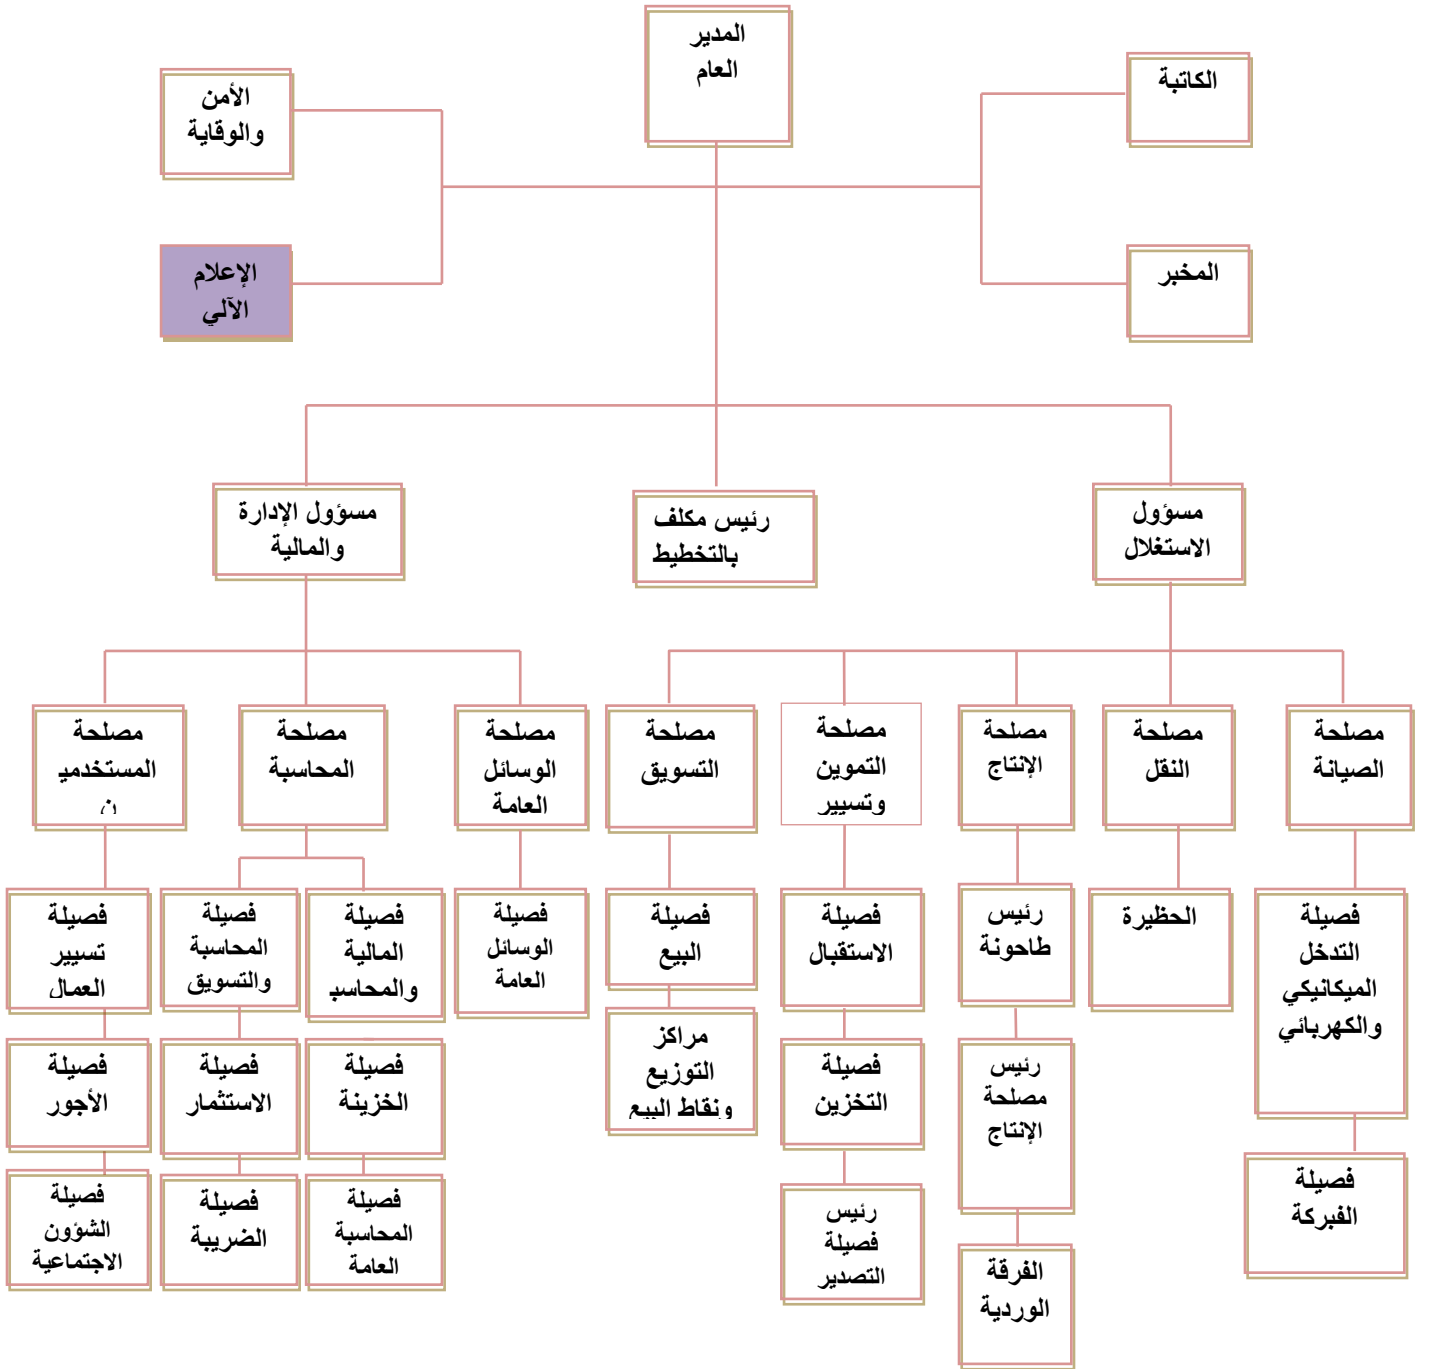 المدير
العام
الكاتبة
الأمن
والوقاية
المخبر
الإعلام
الآلي
مسؤول
الاستغلال
رئيس مكلف
بالتخطيط
مسؤول الإدارة
والمالية
مصلحة
الصيانة
مصلحة
النقل
مصلحة
الإنتاج
مصلحة
التموين
وتسيير
مصلحة
التسويق
مصلحة
الوسائل
العامة
مصلحة
المحاسبة
مصلحة
المستخدمي
ن
فصيلة
التدخل
الميكانيكي
والكهربائي
الحظيرة
رئيس
طاحونة
فصيلة
الاستقبال
فصيلة
البيع
فصيلة
الوسائل
العامة
فصيلة
المالية
والمحاسب
فصيلة
المحاسبة
والتسويق
فصيلة
تسيير
العمال
رئيس
مصلحة
الإنتاج
فصيلة
التخزين
مراكز
التوزيع
ونقاط البيع
فصيلة
الخزينة
فصيلة
الاستثمار
فصيلة
الأجور
فصيلة
الفبركة
الفرقة
الوردية
رئيس
فصيلة
التصدير
فصيلة
المحاسبة
العامة
فصيلة
الضريبة
فصيلة
الشؤون
الاجتماعية